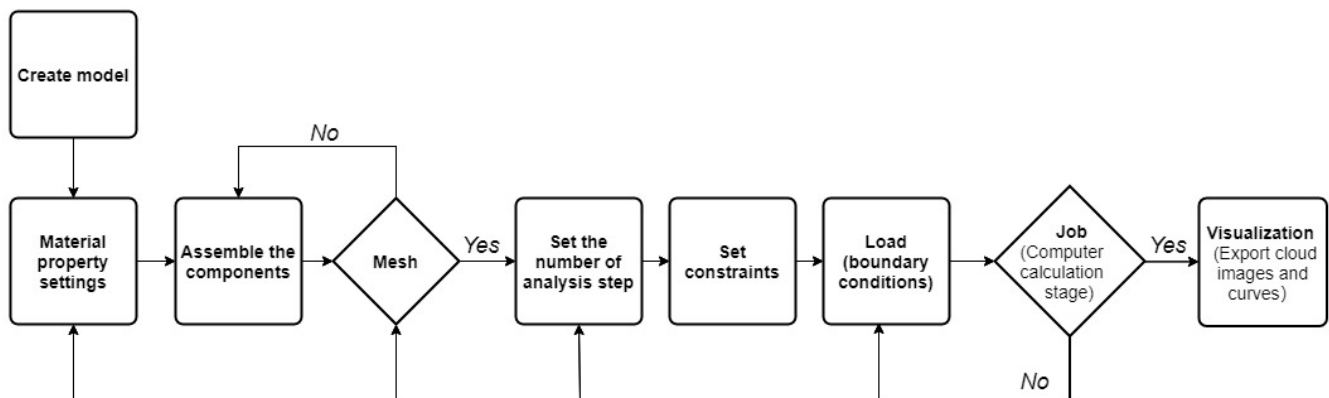 Create model
No
Material
property
settings
Assemble the
components
Mesh
Yes
Set the
number of
analysis step
Set
constraints
Load
(boundary
conditions)
Job
(Computer
calculation
stage)
Yes
Visualization
(Export cloud
images and
curves)
No